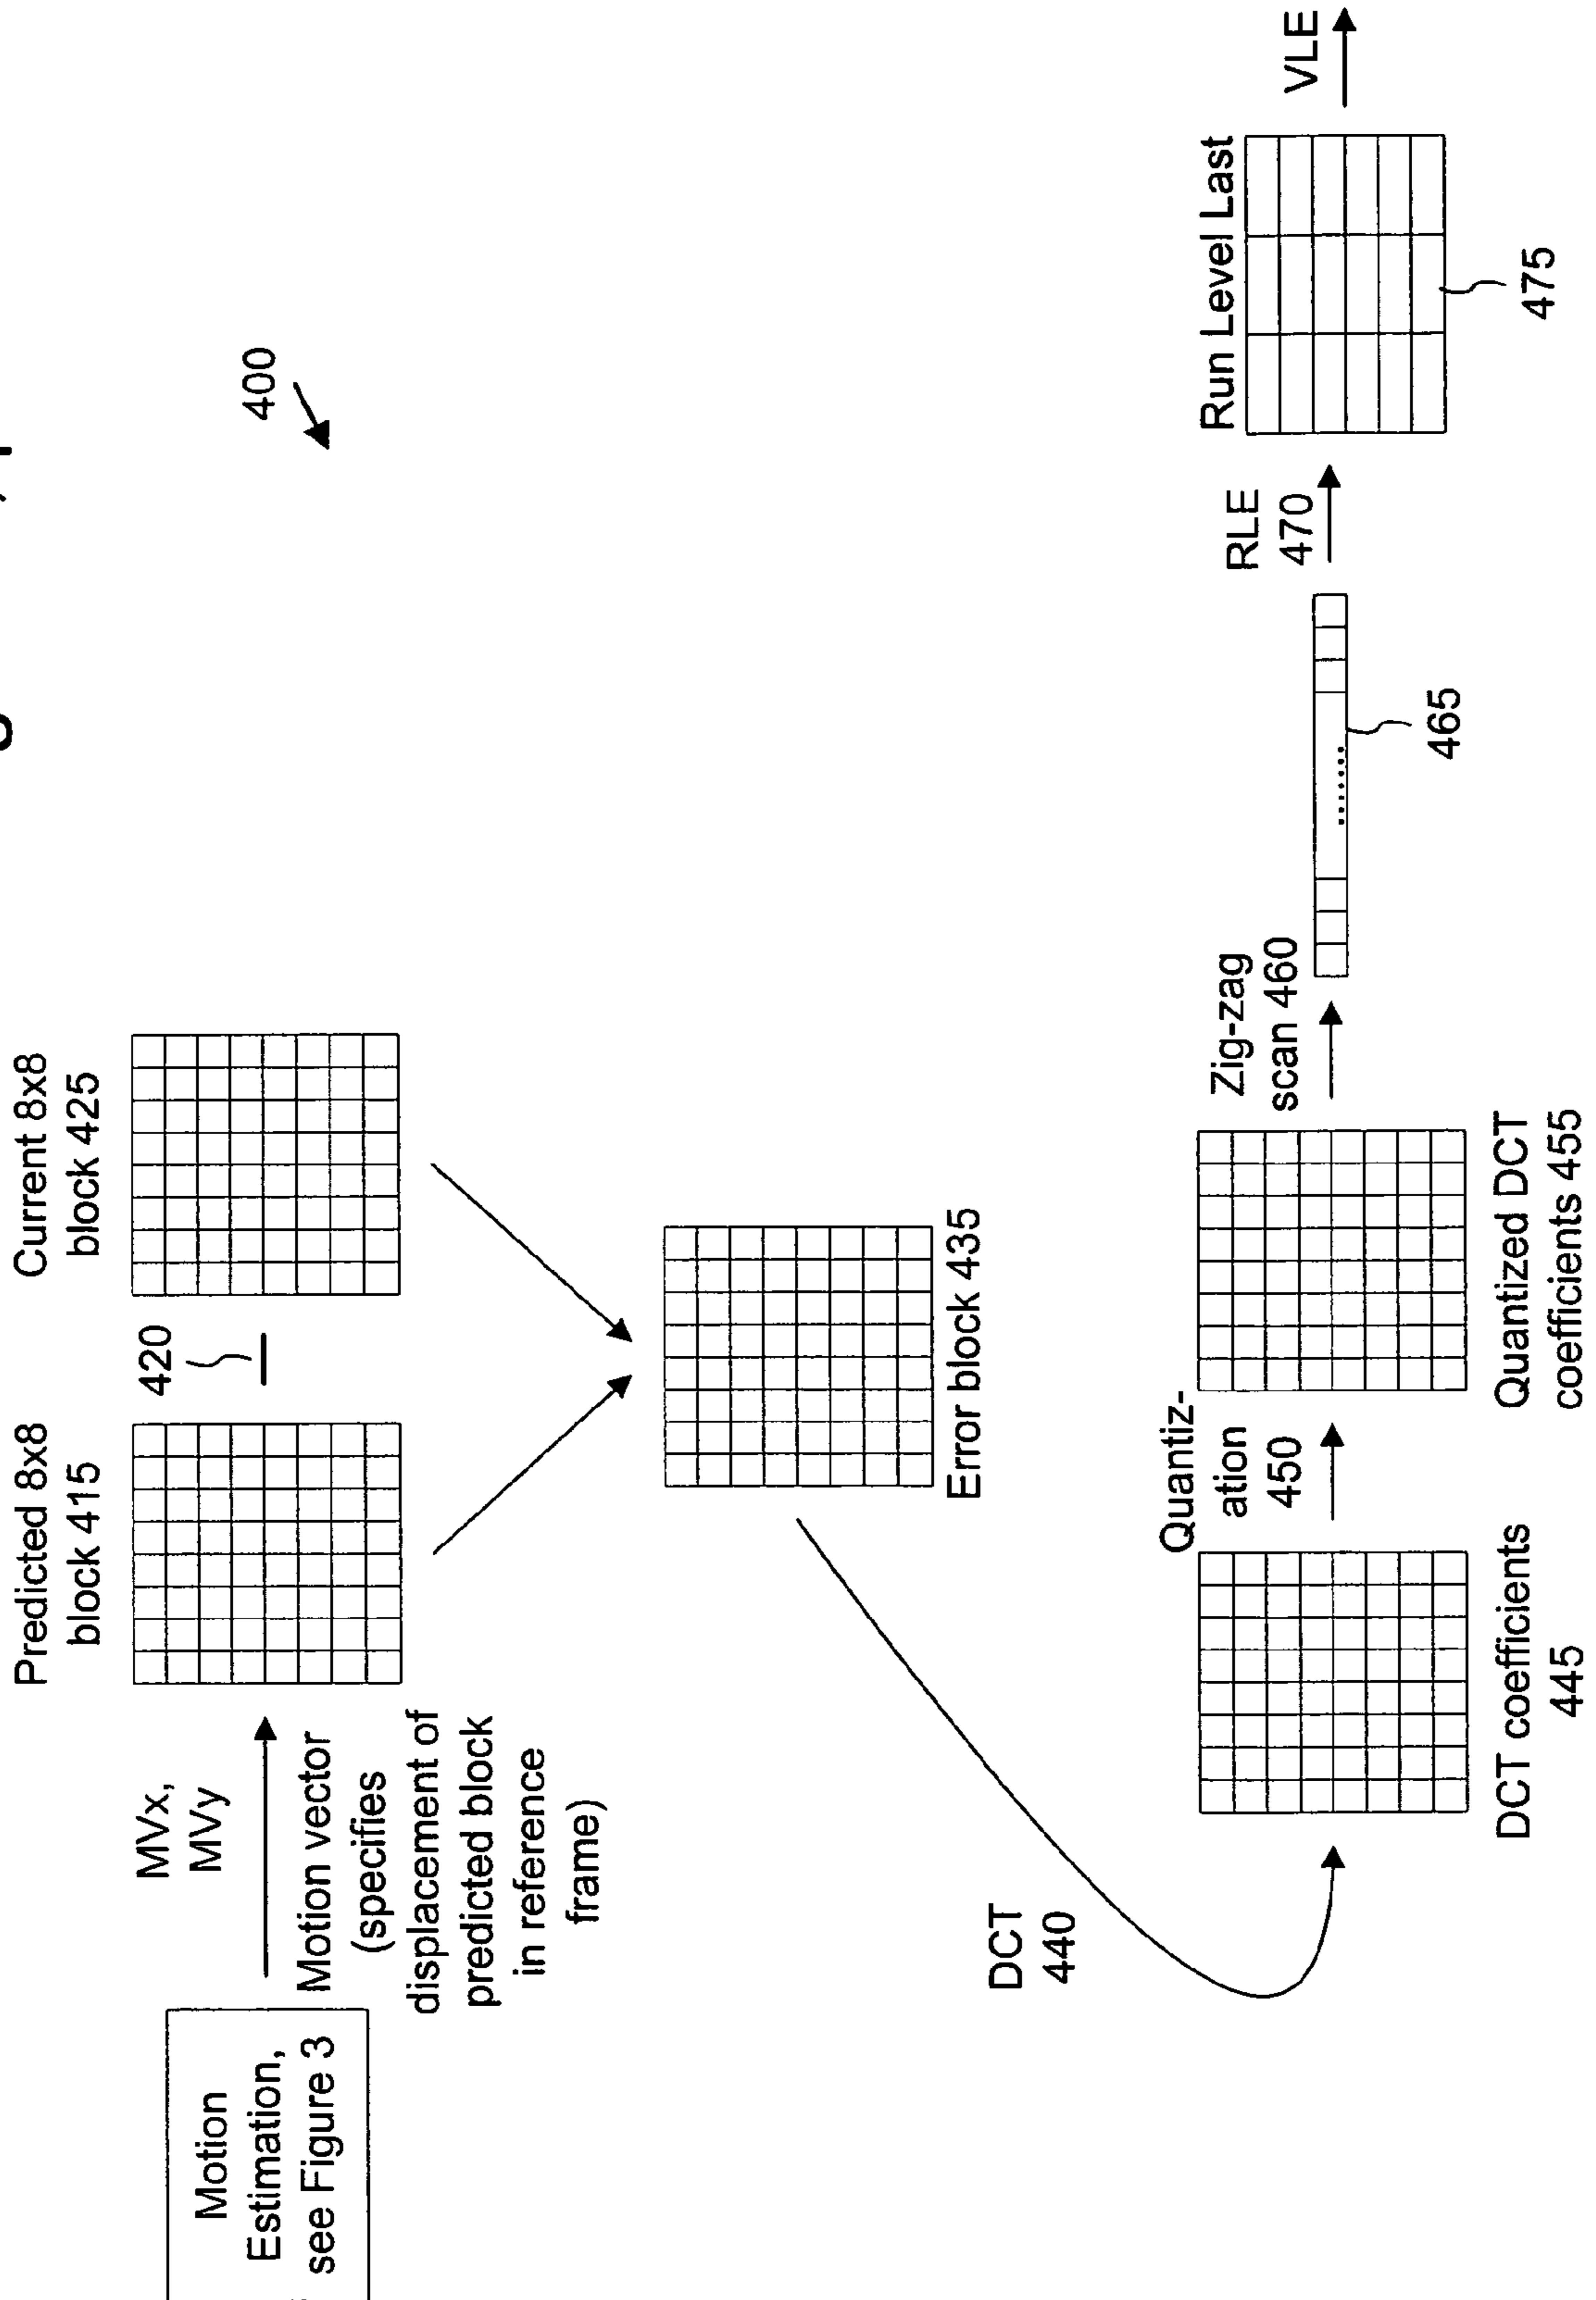 400
Motion
Estimation,
see Figure 3
MVx,
MVy
Motion vector
(specifies
displacement of
predicted block
in reference
frame)
Predicted 8x8
block 415
420
Current 8x8
block 425
Error block 435
DCT
440
DCT coefficients
445
Quantiz-
ation
450
Quantized DCT
coefficients 455
Zig-zag
scan 460
465
RLE
470
Run Level Last
475
VLE